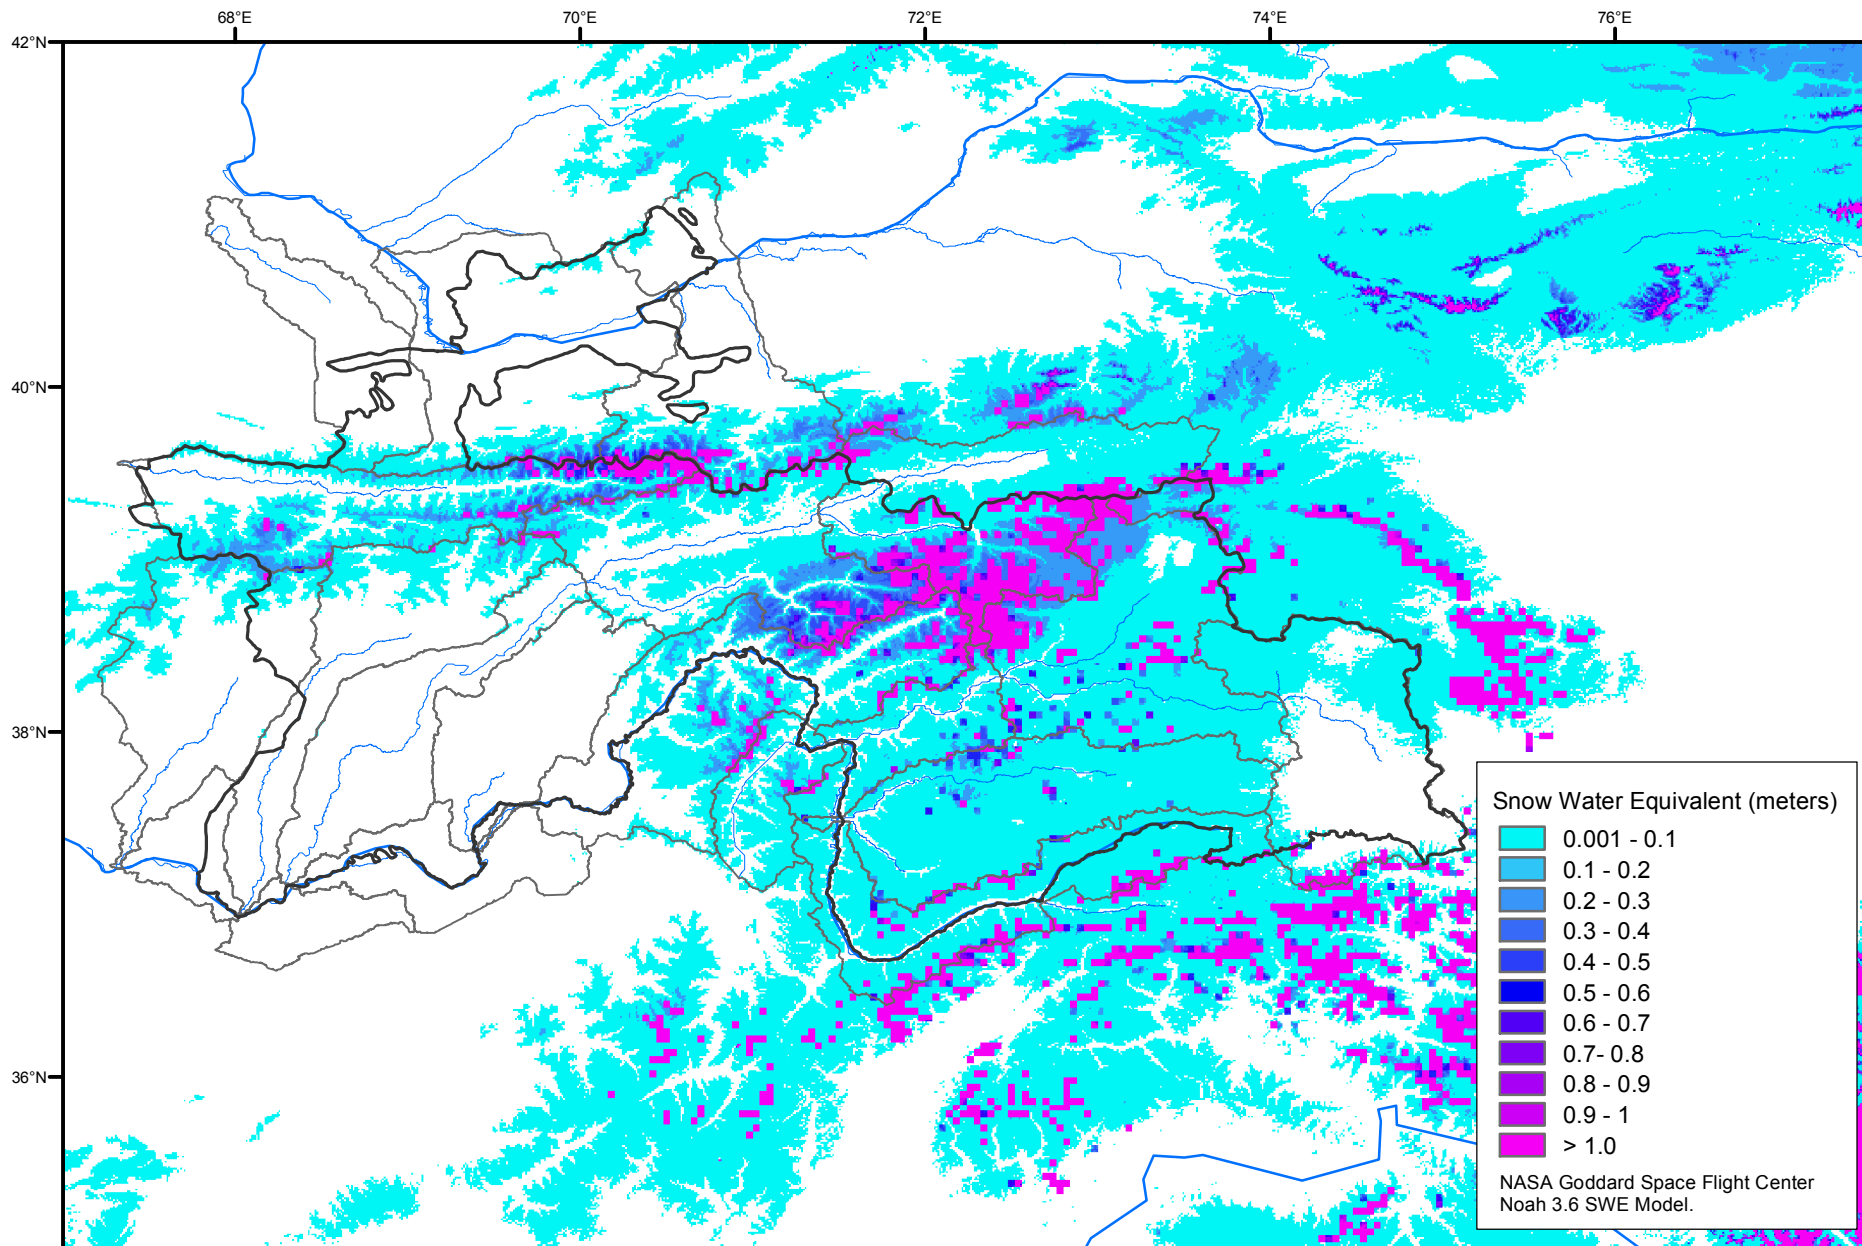 68°E
70°E
72°E
74°E
76°E
42°N
40°N
38°N
36°N
Snow Water Equivalent (meters)
0.001 - 0.1
0.1 - 0.2
0.2 - 0.3
0.3 - 0.4
0.4 - 0.5
0.5 - 0.6
0.6 - 0.7
0.7- 0.8
0.8 - 0.9
0.9 - 1
> 1.0
NASA Goddard Space Flight Center
Noah 3.6 SWE Model.